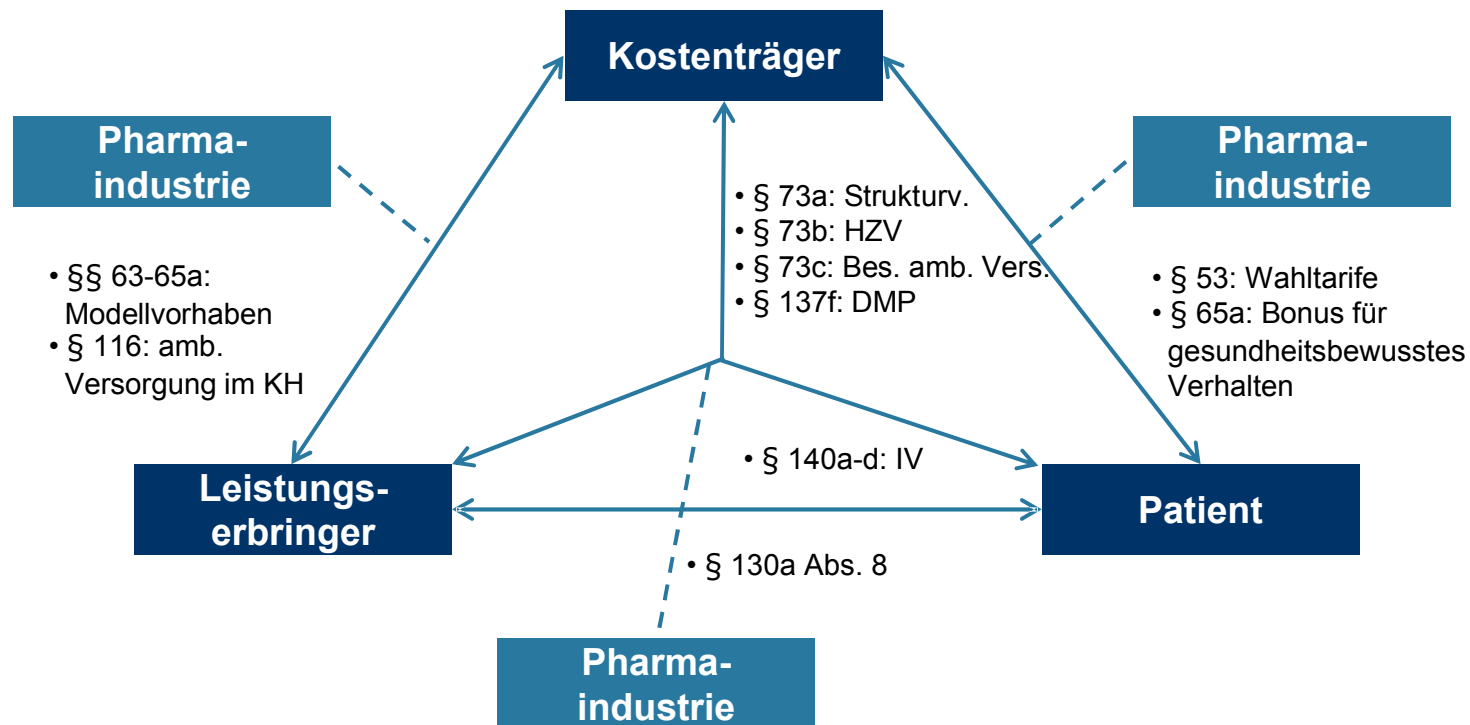 Kostenträger
Pharma-
industrie
Pharma-
industrie
• § 73a: Strukturv.
• § 73b: HZV
• § 73c: Bes. amb. Vers.
• § 137f: DMP
• §§ 63-65a:
Modellvorhaben
• § 116: amb.
Versorgung im KH
• § 53: Wahltarife
• § 65a: Bonus für
gesundheitsbewusstes
Verhalten
• § 140a-d: IV
Leistungs-
erbringer
Patient
• § 130a Abs. 8
Pharma-
industrie